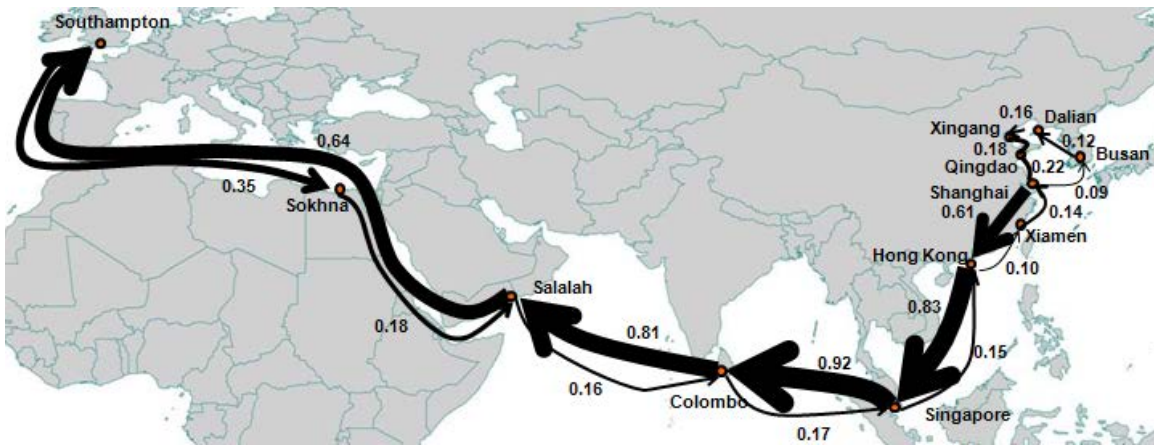 Southampton
0.16
Dalian
Xingang
0.12
0.64
0.18
Busan
Qingdao
0.22
0.35
Shanghai
0.09
Sokhna
0.61
0.14
Xiamen
Hong Kong
0.10
Salalah
0.83
0.18
0.81
0.92
0.15
0.16
Colombo
Singapore
0.17